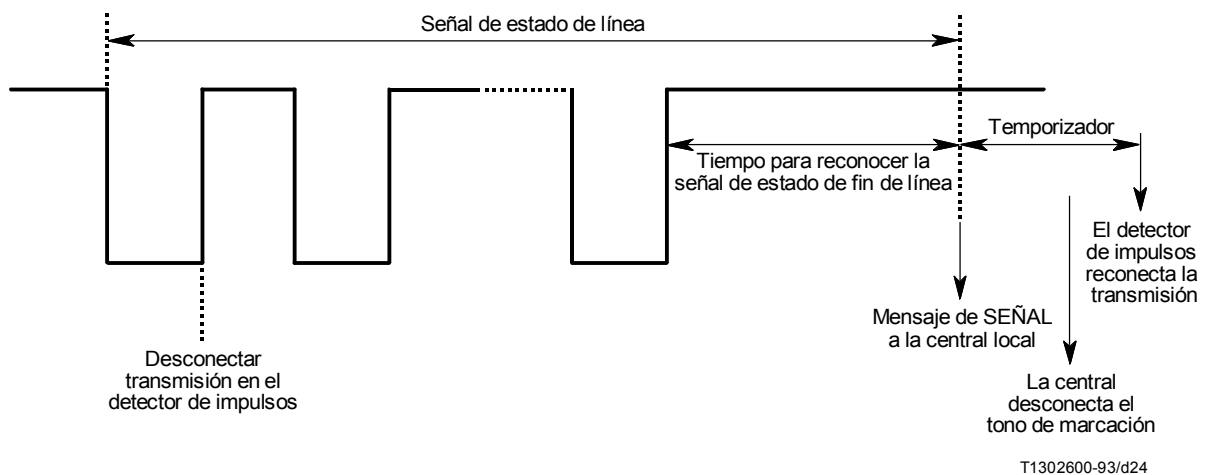 Señal de estado de línea
Temporizador
Tiempo para reconocer la
señal de estado de fin de línea
El detector
de impulsos
reconecta la
transmisión
Mensaje de SEÑAL
a la central local
Desconectar
transmisión en el
detector de impulsos
La central
desconecta el
tono de marcación
T1302600-93/d24